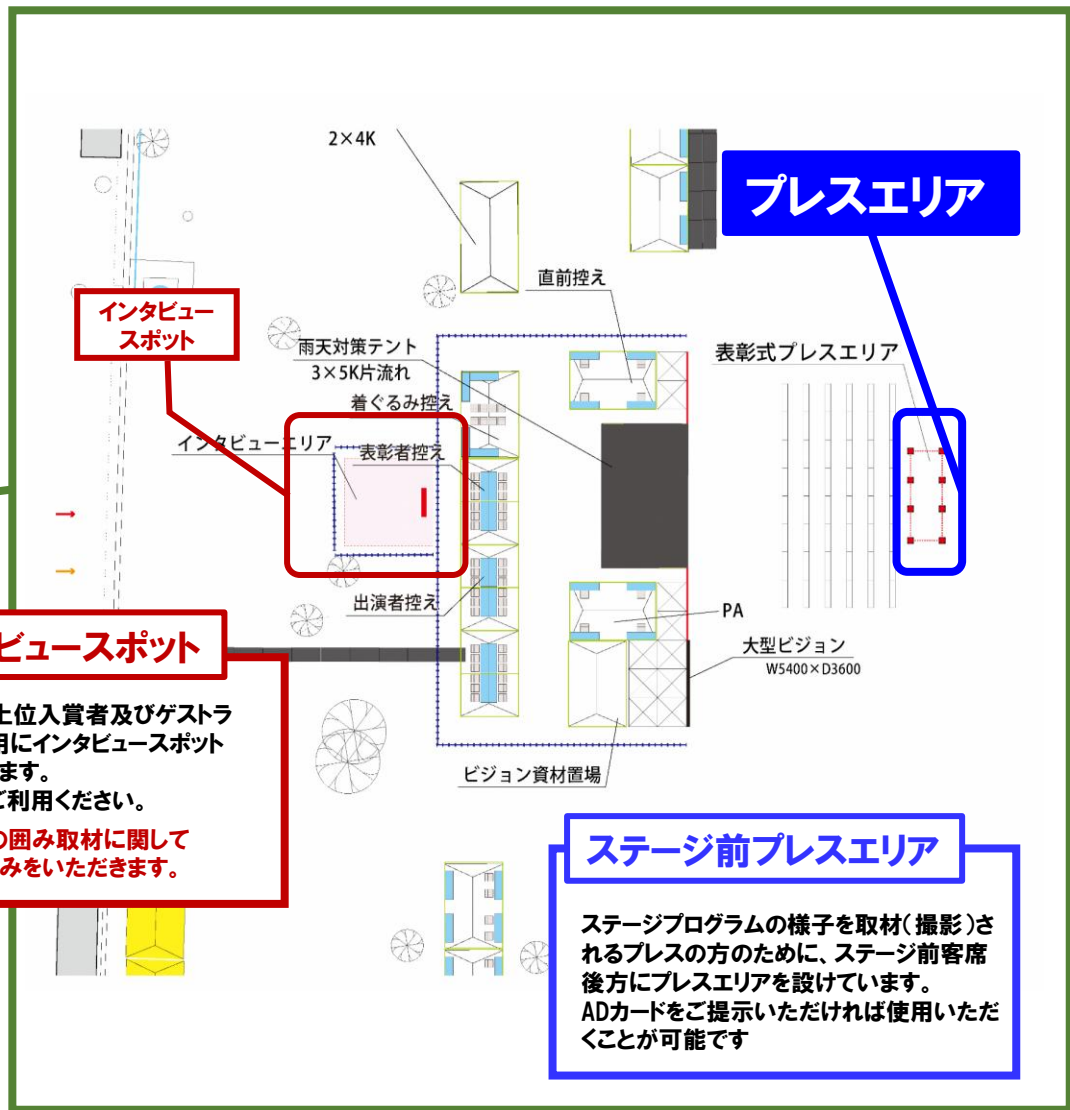 2×4K
プレスエリア
直前控え
インタビュー
スポット
雨天対策テント
3×5K片流れ
表彰式プレスエリア
着ぐるみ控え
インタビューエリア
表彰者控え
出演者控え
PA
大型ビジョン
W5400×D3600
ビジョン資材置場
ビュースポット
上位入賞者及びゲストラ
用にインタビュースポット
ます。
ご利用ください。
の囲み取材に関して
みをいただきます。
ステージ前プレスエリア
ステージプログラムの様子を取材(撮影)さ
れるプレスの方のために、ステージ前客席
後方にプレスエリアを設けています。
ADカードをご提示いただければ使用いただ
くことが可能です